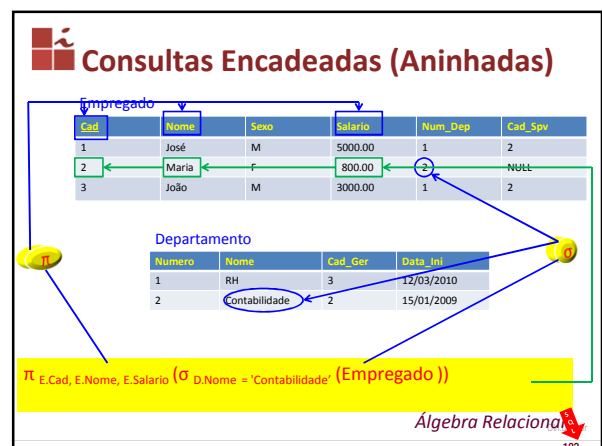 Consultas Encadeadas (Aninhadas)
Empregado
Cad Nome Sexo Salario Num_Dep Cad_Spv
1 José M 5000.00 1 2
2 Maria F 800.00 2 NULL
3 João M 3000.00 1 2
Departamento
Numero Nome Cad_Ger Data_Ini
1 RH 3 12/03/2010
2 Contabilidade 2 15/01/2009
π
σ
π E.Cad, E.Nome, E.Salario (σ D.Nome = 'Contabilidade' (Empregado ))
Álgebra Relacional